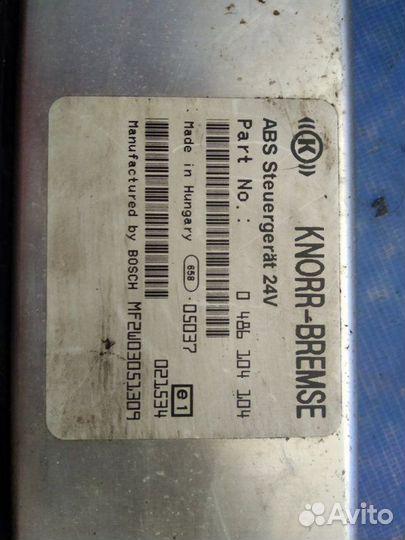 ((K)) KNORR-BREMSE
ABS Steuergerät 24V
Part No.: 0 486 104 104
Made in Hungary 658 05037 e1
021534
Manufactured by BOSCH MFZW03051309
Avito